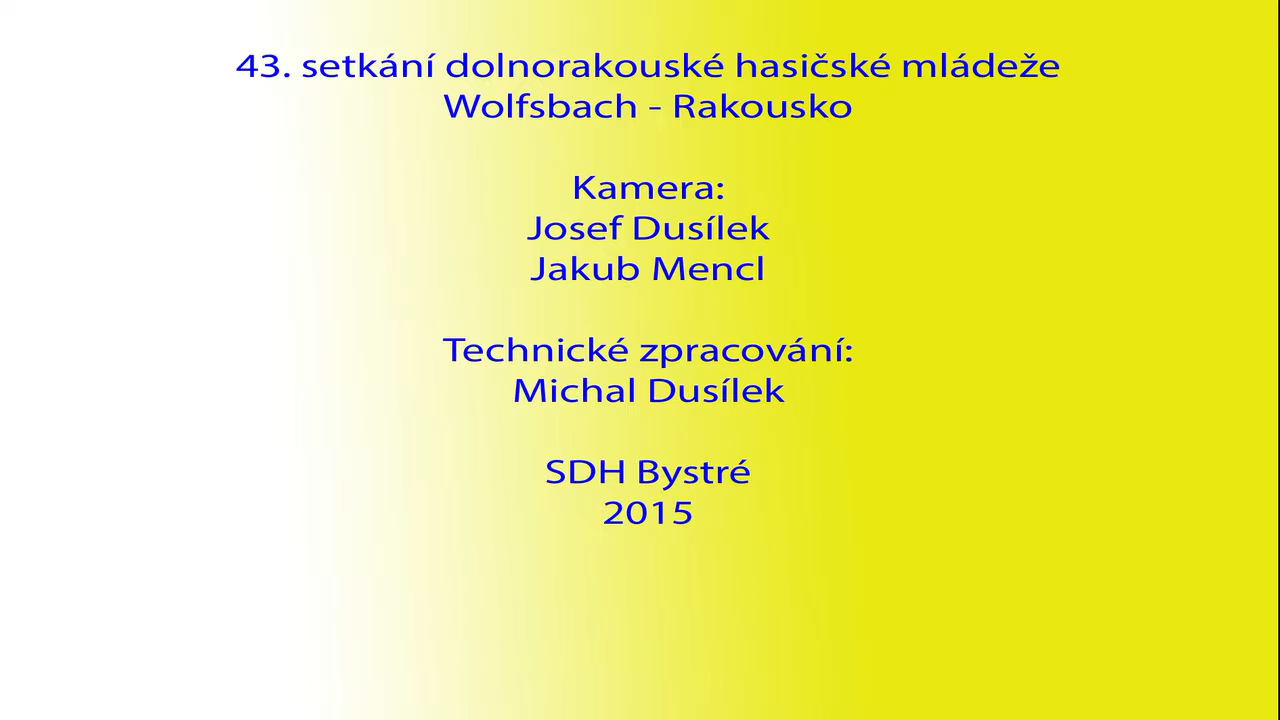 43. setkání dolnorakouské hasičské mládeže
Wolfsbach - Rakousko
Kamera:
Josef Dusílek
Jakub Mencl
Technické zpracování:
Michal Dusílek
SDH Bystré
2015